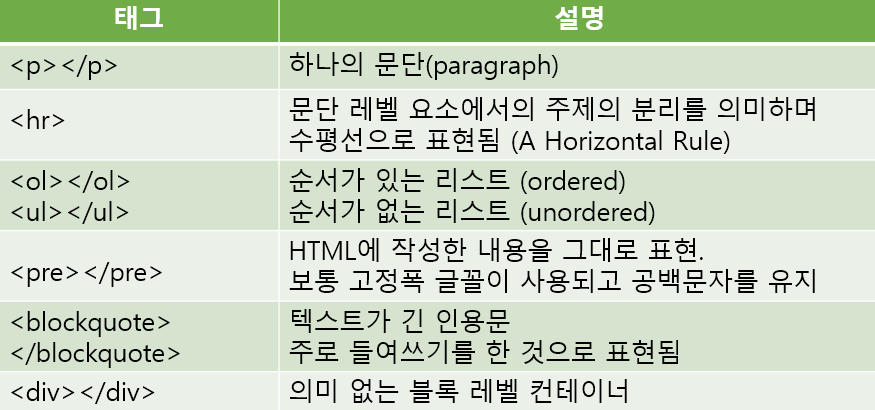 태그 설명
<p></p> 하나의 문단(paragraph)
<hr> 문단 레벨 요소에서의 주제의 분리를 의미하며
수평선으로 표현됨 (A Horizontal Rule)
<ol></ol> 순서가 있는 리스트 (ordered)
<ul></ul> 순서가 없는 리스트 (unordered)
<pre></pre> HTML에 작성한 내용을 그대로 표현.
보통 고정폭 글꼴이 사용되고 공백문자를 유지
<blockquote> 텍스트가 긴 인용문
</blockquote> 주로 들여쓰기를 한 것으로 표현됨
<div></div> 의미 없는 블록 레벨 컨테이너